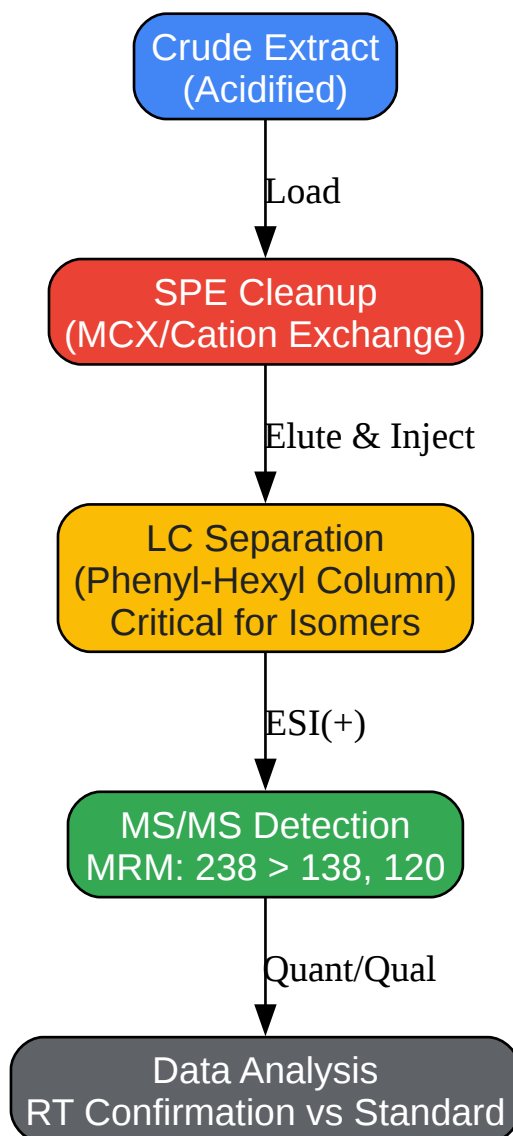 Crude Extract
(Acidified)
Load
SPE Cleanup
(MCX/Cation Exchange)
Elute & Inject
LC Separation
(Phenyl-Hexyl Column)
Critical for Isomers
ESI(+)
MS/MS Detection
MRM: 238 > 138, 120
Quant/Qual
Data Analysis
RT Confirmation vs Standard